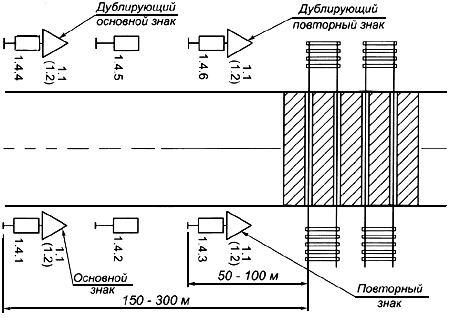 Дублирующий
основной знак
Дублирующий
повторный знак
1.4.4
1.1
(1.2)
1.4.5
1.4.6
1.1
(1.2)
1.4.1
1.1
(1.2)
1.4.2
1.4.3
1.1
(1.2)
Основной
знак
50 - 100 м
Повторный
знак
150 - 300 м